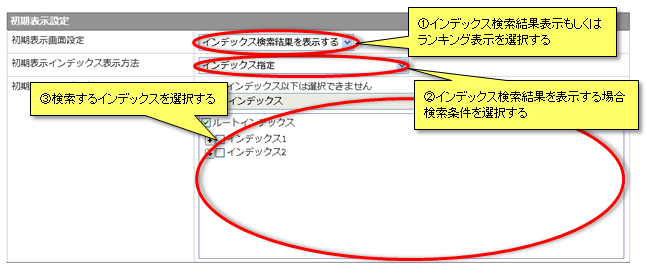 初期表示設定
①インデックス検索結果表示もしくは
ランキング表示を選択する
初期表示画面設定
インデックス検索結果を表示する
初期表示インデックス表示方法
インデックス指定
②インデックス検索結果を表示する場合
検索条件を選択する
初
インデックス以下は選択できません
③検索するインデックスを選択する
インデックス
ルートインデックス
インデックス1
インデックス2